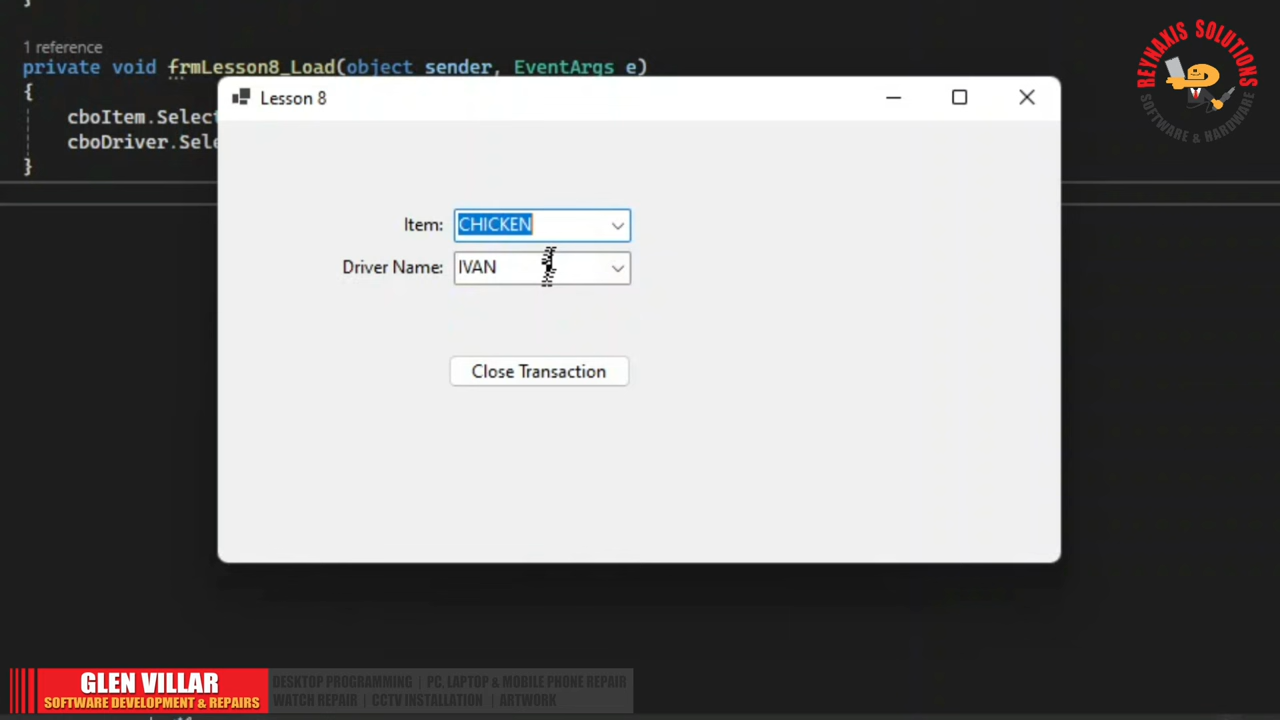 }
1 reference
private void frmLesson8_Load(object sender, EventArgs e)
{
cboItem.Select
cboDriver.Sele
}
Lesson 8
Item: CHICKEN
Driver Name: IVAN
Close Transaction
REYNAXIS SOLUTIONS
SOFTWARE & HARDWARE
GLEN VILLAR
SOFTWARE DEVELOPMENT & REPAIRS
DESKTOP PROGRAMMING | PC, LAPTOP & MOBILE PHONE REPAIR
WATCH REPAIR | CCTV INSTALLATION | ARTWORK